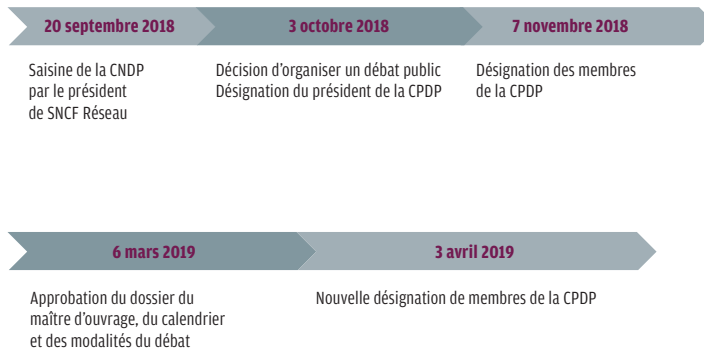 20 septembre 2018
3 octobre 2018
7 novembre 2018
Saisine de la CNDP
par le président
de SNCF Réseau
Décision d'organiser un débat public
Désignation du président de la CPDP
Désignation des membres
de la CPDP
6 mars 2019
3 avril 2019
Approbation du dossier du
maître d'ouvrage, du calendrier
et des modalités du débat
Nouvelle désignation de membres de la CPDP